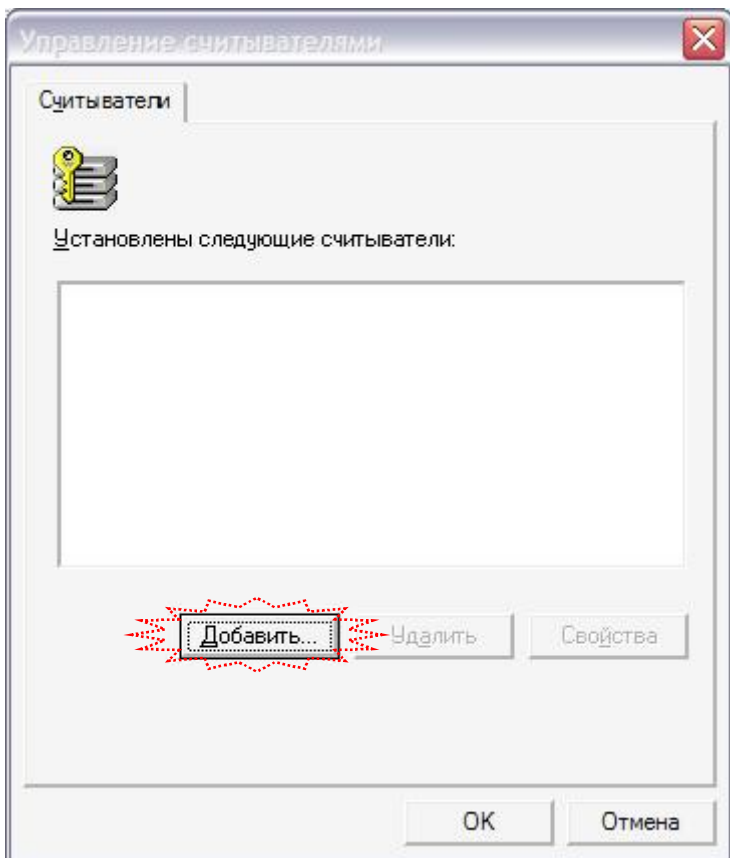 Управление считывателями
Считыватели
Установлены следующие считыватели:
Добавить... Удалить Свойства
OK Отмена